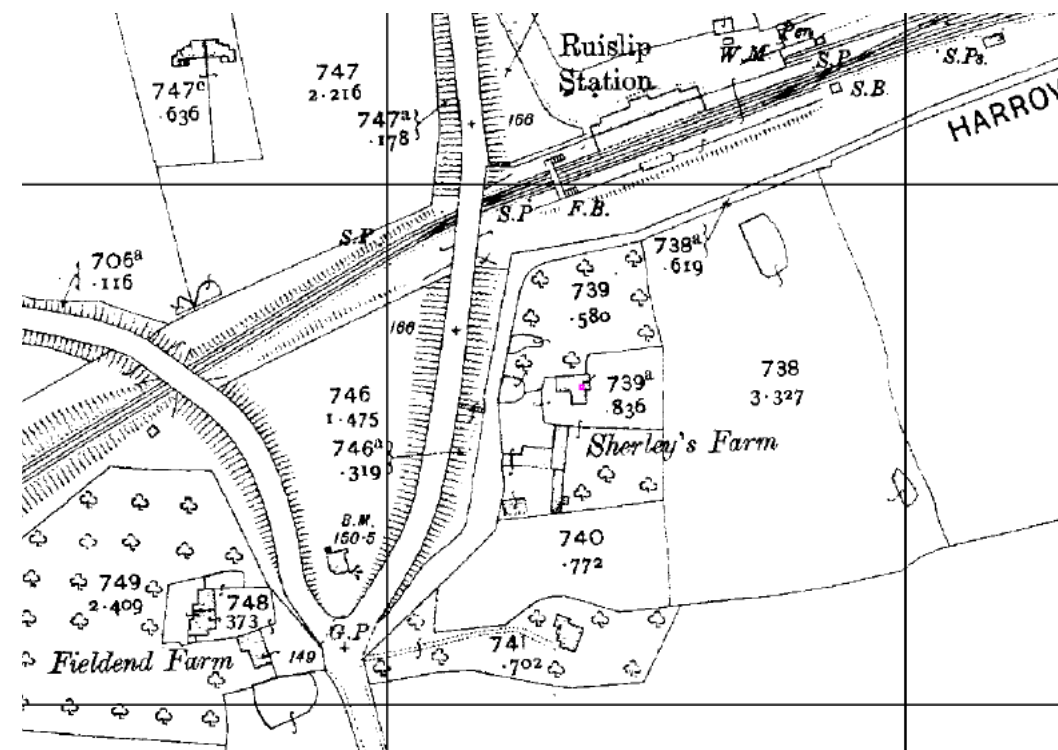 Ruislip
Station
Pen
W.M.
S.P.
S.Ps.
S.B.
HARROW
747
2.216
747c
.636
747a
.178
166
S.P.
S.P
F.B.
706a
.116
738a
.619
739
.580
166
738
3.327
739a
.836
746
1.475
746a
.319
Sherley's Farm
B.M.
150.5
740
.772
749
2.409
748
373
G.P
741
.702
Fieldend Farm
149